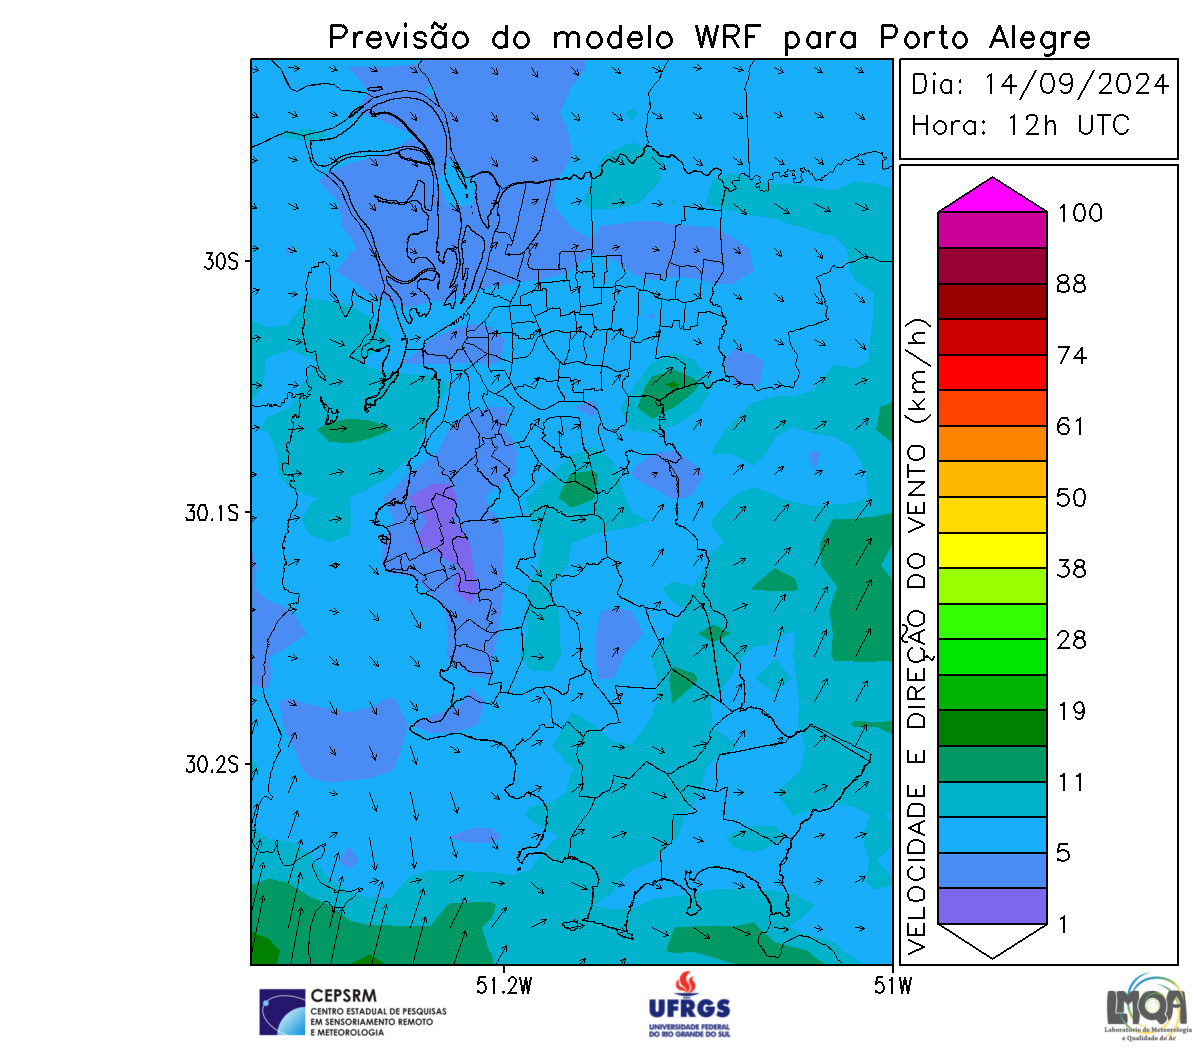 Previsão do modelo WRF para Porto Alegre
Dia: 14/09/2024
Hora: 12h UTC
30S
30.1S
30.2S
51.2W
51W
VELOCIDADE E DIREÇÃO DO VENTO (km/h)
100
88
74
61
50
38
28
19
11
5
1
CEPSRM
CENTRO ESTADUAL DE PESQUISAS
EM SENSORIAMENTO REMOTO
E METEOROLOGIA
UFRGS
UNIVERSIDADE FEDERAL
DO RIO GRANDE DO SUL
LMQA
Laboratório de Meteorologia
e Qualidade do Ar